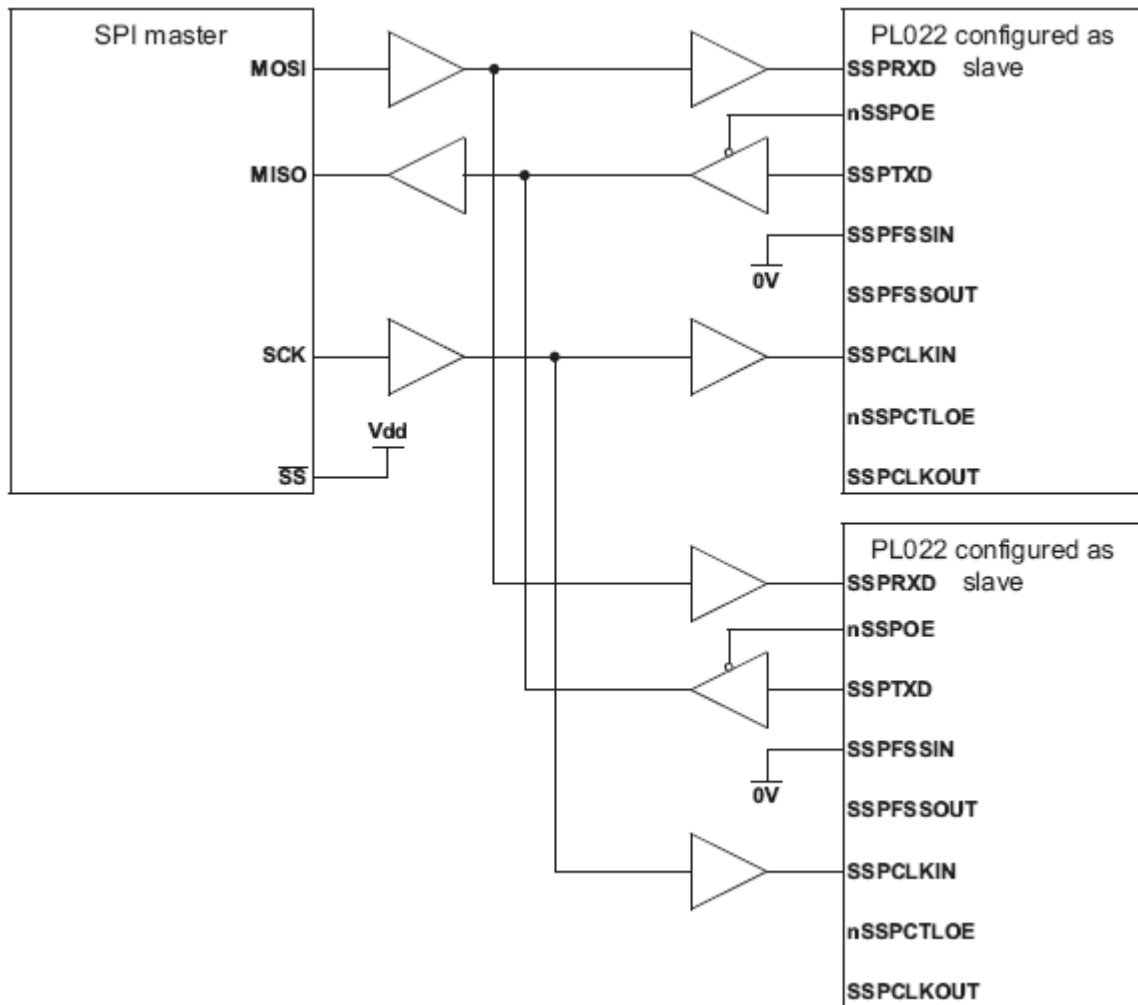 SPI master
MOSI
MISO
SCK
Vdd
SS
PL022 configured as
SSPRXD slave
nSSPOE
SSPTXD
SSPFSSIN
0V
SSPFSSOUT
SSPCLKIN
nSSPCTLOE
SSPCLKOUT
PL022 configured as
SSPRXD slave
nSSPOE
SSPTXD
SSPFSSIN
0V
SSPFSSOUT
SSPCLKIN
nSSPCTLOE
SSPCLKOUT